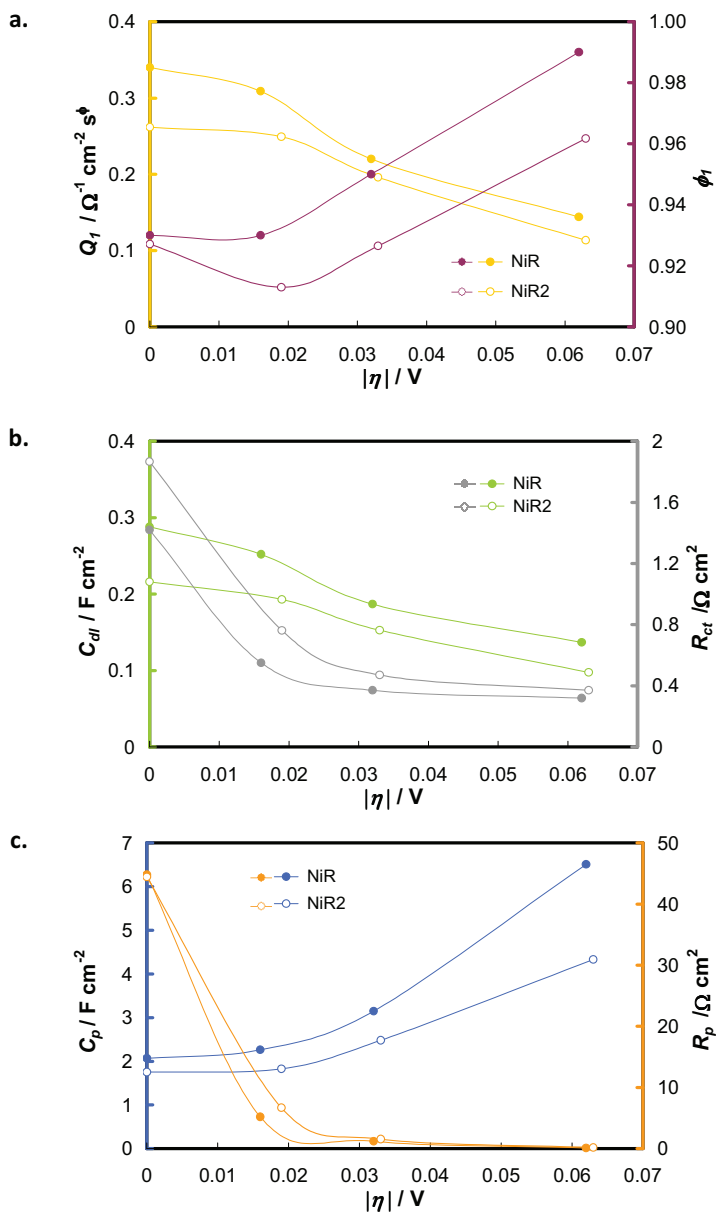 a.
0.4
0.3
0.2
0.1
0
Q1 / Ω-1 cm-2 sϕ
1.00
0.98
0.96
0.94
0.92
0.90
ϕ1
NiR
NiR2
0 0.01 0.02 0.03 0.04 0.05 0.06 0.07
|η| / V
b.
0.4
0.3
0.2
0.1
0
Cdl / F cm-2
2
1.6
1.2
0.8
0.4
0
Rct / Ω cm2
NiR
NiR2
0 0.01 0.02 0.03 0.04 0.05 0.06 0.07
|η| / V
c.
7
6
5
4
3
2
1
0
Cp / F cm-2
50
40
30
20
10
0
Rp /Ω cm2
NiR
NiR2
0 0.01 0.02 0.03 0.04 0.05 0.06 0.07
|η| / V